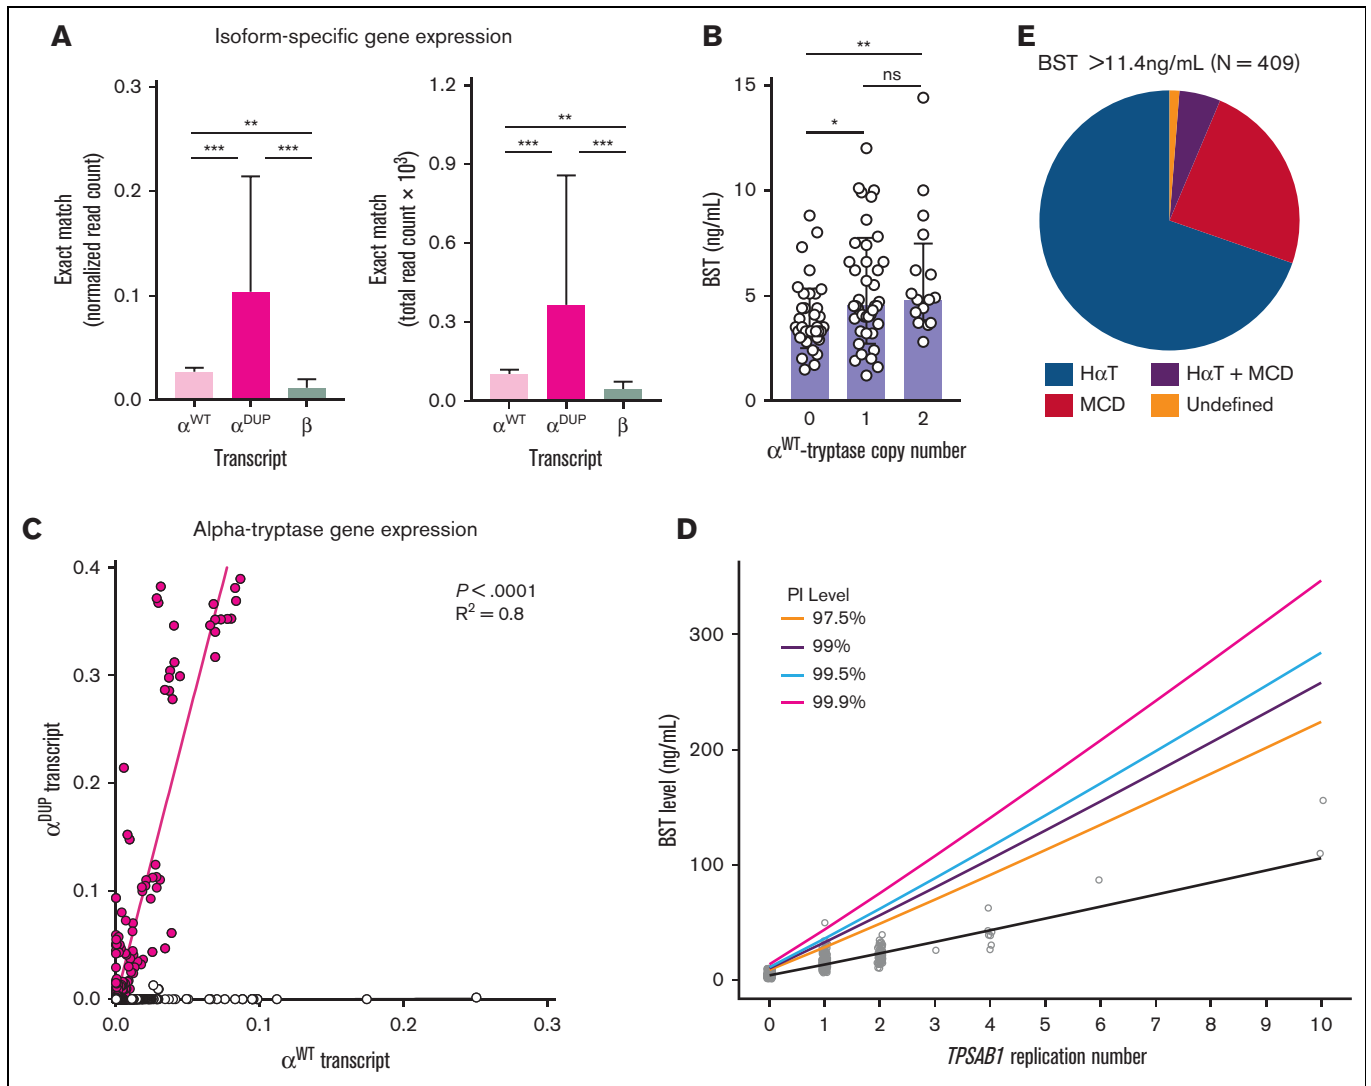 A
Isoform-specific gene expression
Exact match
(normalized read count)
0.3
0.2
0.1
0.0
**
*** ***
αWT αDUP β
Transcript
Exact match
(total read count × 10³)
1.2
0.9
0.6
0.3
0.0
**
*** ***
αWT αDUP β
Transcript
B
BST (ng/mL)
15
10
5
0
**
ns
*
0 1 2
αWT-tryptase copy number
E
BST >11.4ng/mL (N = 409)
HαT HαT + MCD
MCD Undefined
C
Alpha-tryptase gene expression
αDUP transcript
0.4
0.3
0.2
0.1
0.0
P < .0001
R² = 0.8
0.0 0.1 0.2 0.3
αWT transcript
D
BST level (ng/mL)
300
200
100
0
PI Level
97.5%
99%
99.5%
99.9%
0 1 2 3 4 5 6 7 8 9 10
TPSAB1 replication number